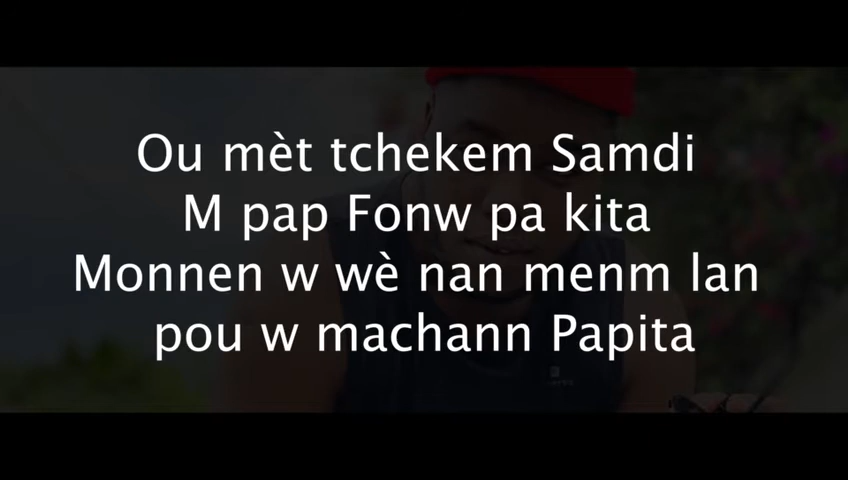 Ou mèt tchekem Samdi
M pap Fonw pa kita
Monnen w wè nan menm lan
pou w machann Papita